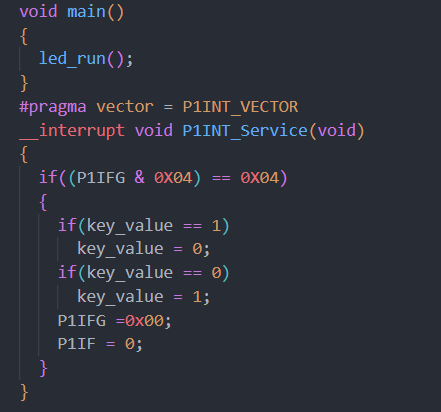 void main()
{
  led_run();
}
#pragma vector = P1INT_VECTOR
__interrupt void P1INT_Service(void)
{
  if((P1IFG & 0X04) == 0X04)
  {
    if(key_value == 1)
      key_value = 0;
    if(key_value == 0)
      key_value = 1;
    P1IFG =0x00;
    P1IF = 0;
  }
}